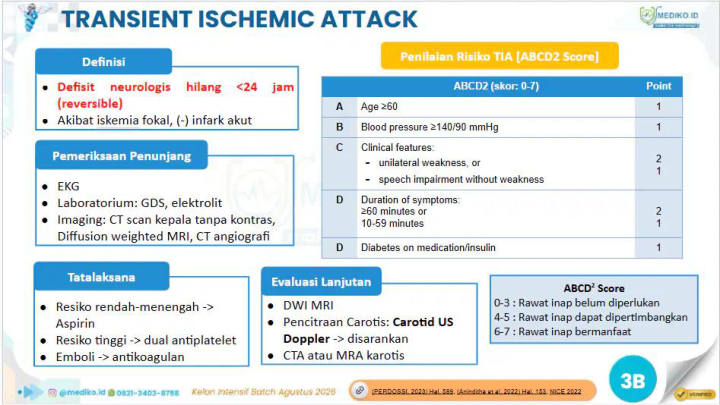 TRANSIENT ISCHEMIC ATTACK
MEDIKO.ID
Definisi
Defisit neurologis hilang <24 jam
(reversible)
Akibat iskemia fokal, (-) infark akut
Pemeriksaan Penunjang
EKG
Laboratorium: GDS, elektrolit
Imaging: CT scan kepala tanpa kontras,
Diffusion weighted MRI, CT angiografi
Penilaian Risiko TIA [ABCD2 Score]
ABCD2 (skor: 0-7) Point
A Age ≥60 1
B Blood pressure ≥140/90 mmHg 1
C Clinical features:
- unilateral weakness, or 2
- speech impairment without weakness 1
D Duration of symptoms:
≥60 minutes or 2
10-59 minutes 1
D Diabetes on medication/insulin 1
Tatalaksana
Resiko rendah-menengah ->
Aspirin
Resiko tinggi -> dual antiplatelet
Emboli -> antikoagulan
Evaluasi Lanjutan
DWI MRI
Pencitraan Carotis: Carotid US
Doppler -> disarankan
CTA atau MRA karotis
ABCD² Score
0-3 : Rawat inap belum diperlukan
4-5 : Rawat inap dapat dipertimbangkan
6-7 : Rawat inap bermanfaat
@mediko.id 0821-3403-8768 Kelan Intensif Batch Agustus 2026
(PERDOSSI, 2023) Hal. 589, (Aninditha et al, 2022) Hal. 153, NICE 2022
3B
VERIFIED